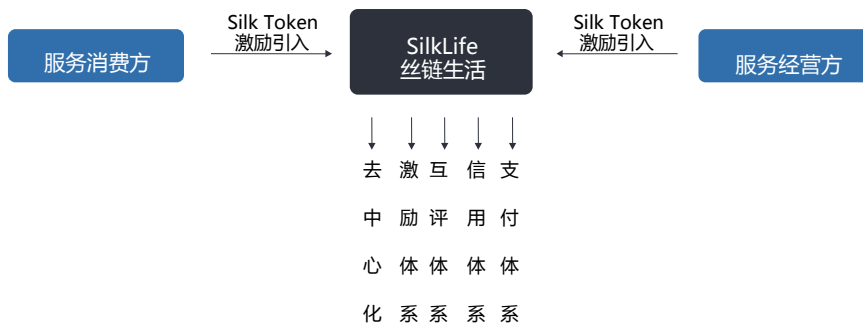 Silk Token
激励引入
Silk Token
激励引入
服务消费方
SilkLife
丝链生活
服务经营方
去中心化
激励体系
互评体系
信用体系
支付体系